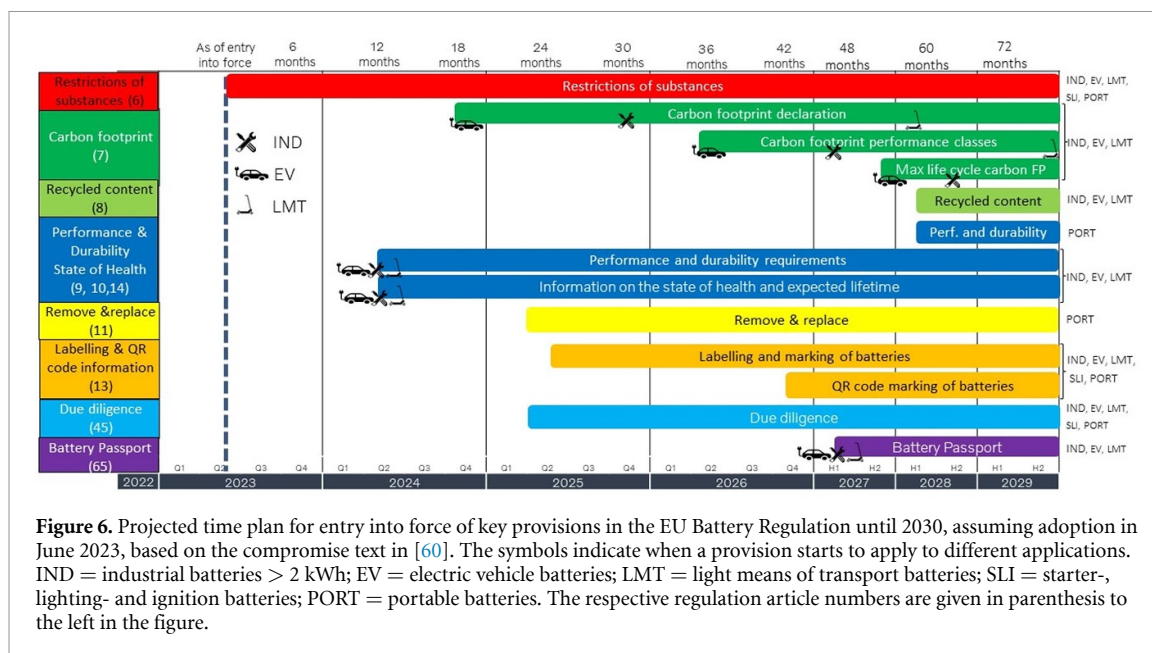 As of entry into force 6 months 12 months 18 months 24 months 30 months 36 months 42 months 48 months 60 months 72 months
Restrictions of substances (6)
Restrictions of substances
IND, EV, LMT, SLI, PORT
Carbon footprint (7)
Carbon footprint declaration
Carbon footprint performance classes
Max life cycle carbon FP
IND, EV, LMT
IND
EV
LMT
Recycled content (8)
Recycled content
IND, EV, LMT
Performance & Durability State of Health (9, 10,14)
Perf. and durability
PORT
Performance and durability requirements
Information on the state of health and expected lifetime
IND, EV, LMT
Remove &replace (11)
Remove & replace
PORT
Labelling & QR code information (13)
Labelling and marking of batteries
QR code marking of batteries
IND, EV, LMT, SLI, PORT
Due diligence (45)
Due diligence
IND, EV, LMT, SLI, PORT
Battery Passport (65)
Battery Passport
IND, EV, LMT
Q1 Q2 Q3 Q4 Q1 Q2 Q3 Q4 Q1 Q2 Q3 Q4 Q1 Q2 Q3 Q4 H1 H2 H1 H2 H1 H2
2022 2023 2024 2025 2026 2027 2028 2029
Figure 6. Projected time plan for entry into force of key provisions in the EU Battery Regulation until 2030, assuming adoption in
June 2023, based on the compromise text in [60]. The symbols indicate when a provision starts to apply to different applications.
IND = industrial batteries > 2 kWh; EV = electric vehicle batteries; LMT = light means of transport batteries; SLI = starter-,
lighting- and ignition batteries; PORT = portable batteries. The respective regulation article numbers are given in parenthesis to
the left in the figure.